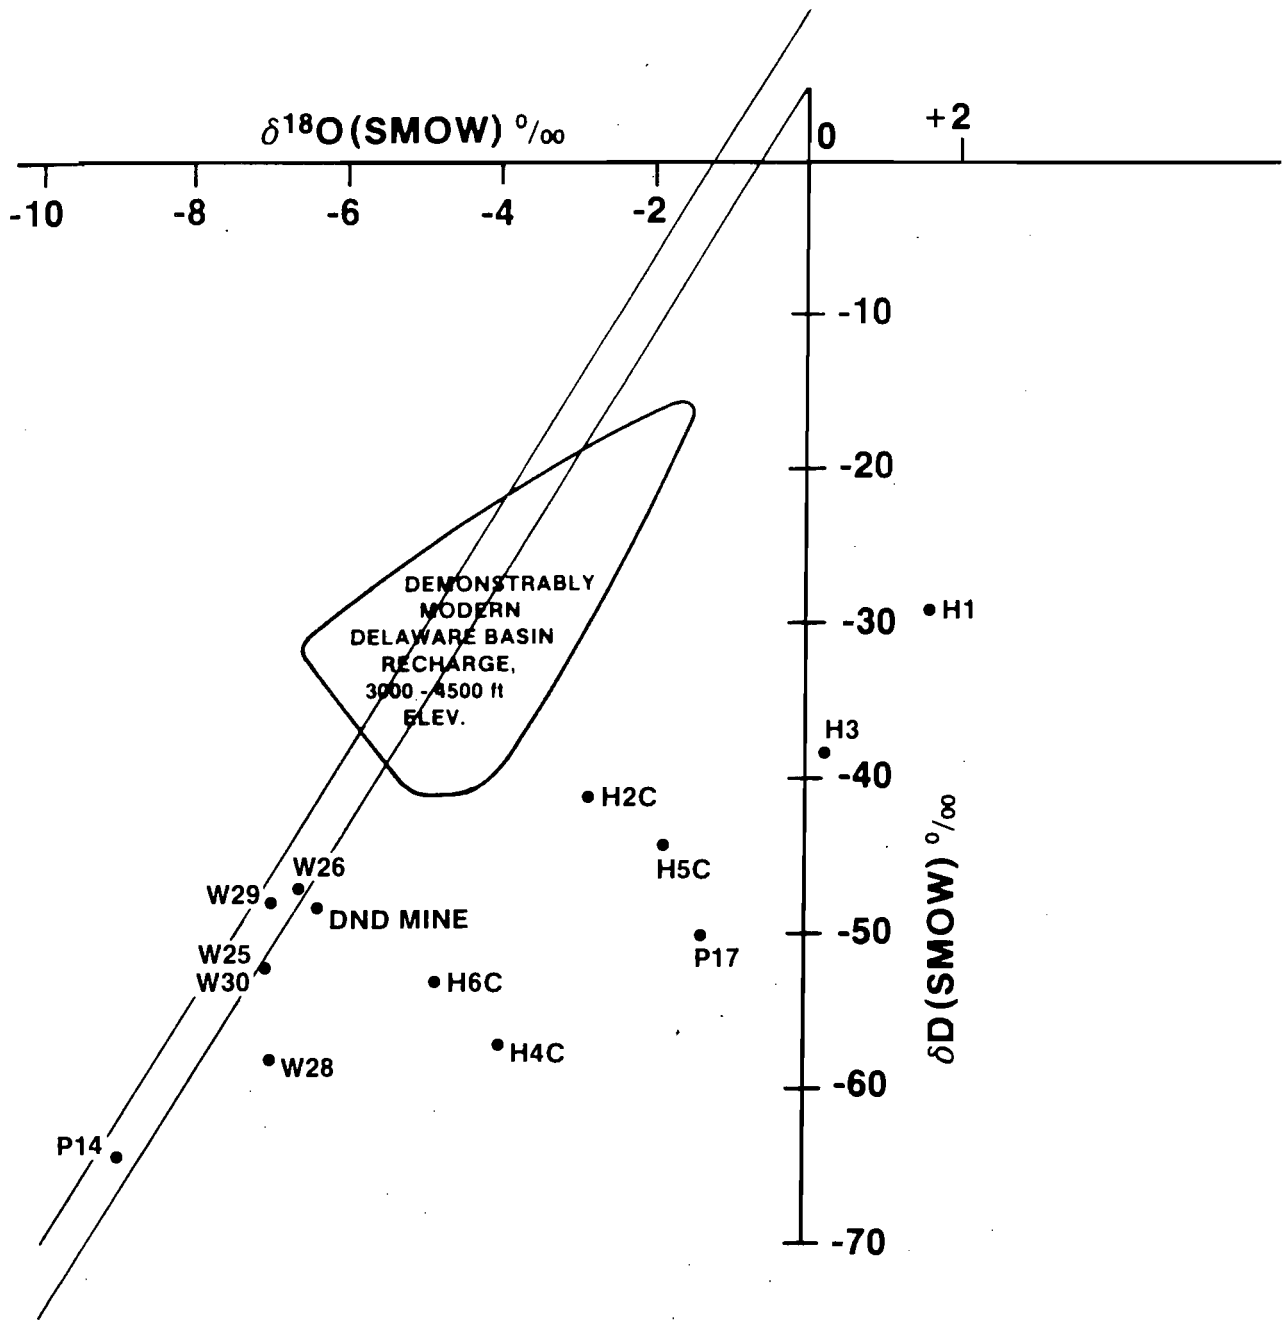 δ18O (SMOW) º/oo
0
+2
-10
-8
-6
-4
-2
-10
-20
DEMONSTRABLY
MODERN
DELAWARE BASIN
RECHARGE,
3000 - 4500 ft
ELEV.
-30
H1
H3
-40
H2C
H5C
W26
W29
DND MINE
-50
P17
W25
W30
H6C
H4C
W28
-60
P14
-70
δD (SMOW) º/oo